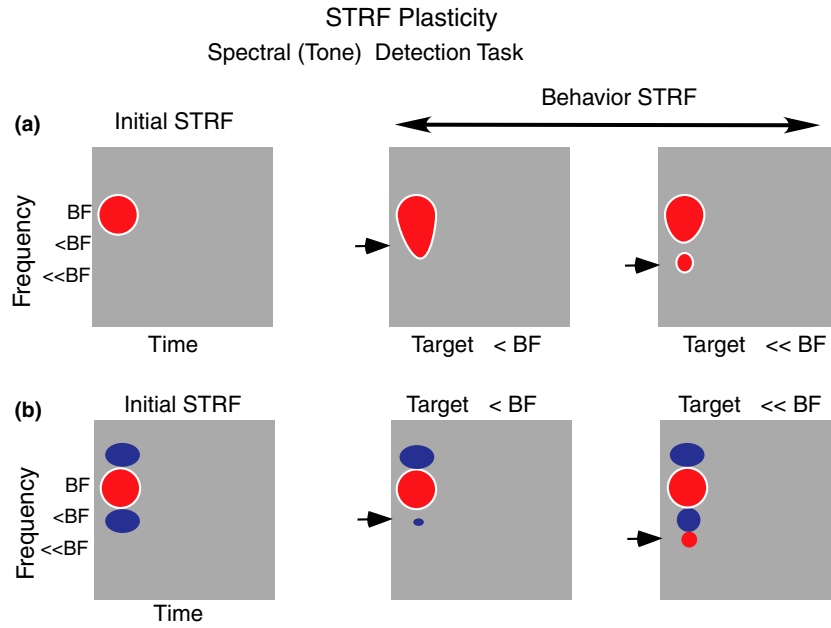 STRF Plasticity
Spectral (Tone) Detection Task
Behavior STRF
(a)
Initial STRF
Frequency
BF
<BF
<<BF
Time
Target < BF
Target << BF
(b)
Initial STRF
Target < BF
Target << BF
Frequency
BF
<BF
<<BF
Time